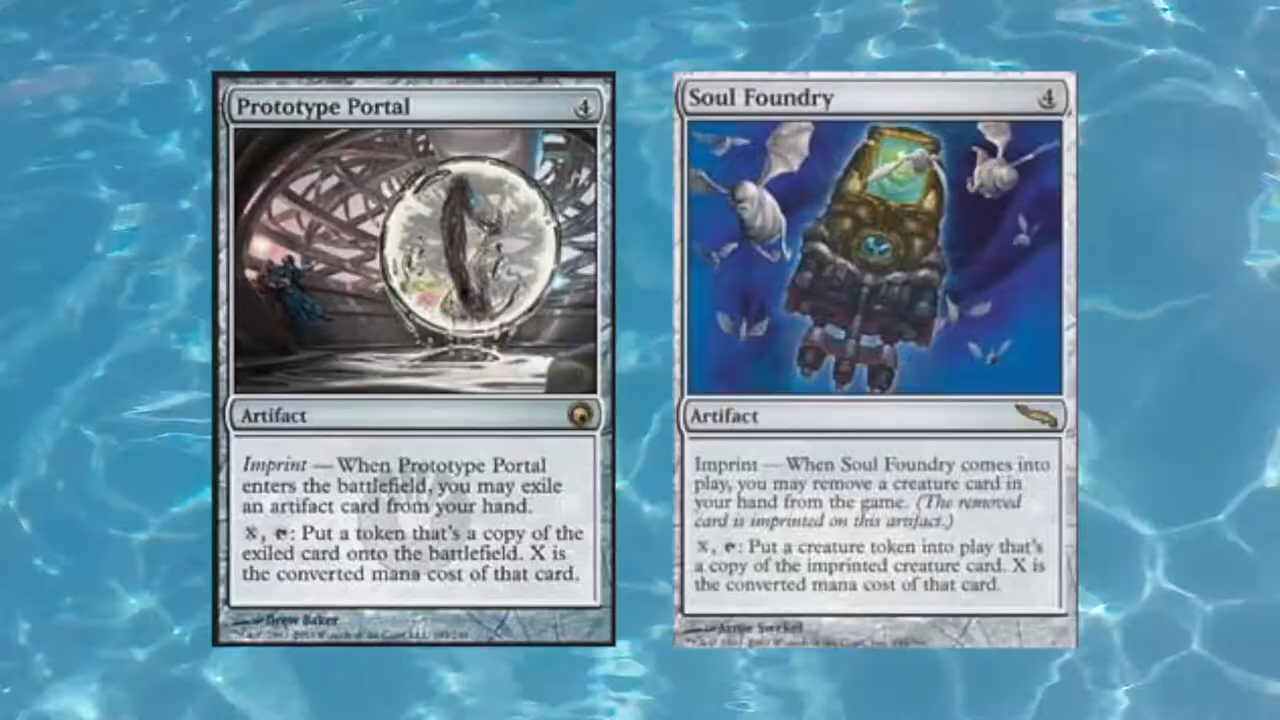 Prototype Portal 4
Artifact
Imprint — When Prototype Portal
enters the battlefield, you may exile
an artifact card from your hand.
X, T: Put a token that's a copy of the
exiled card onto the battlefield. X is
the converted mana cost of that card.
Drew Baker
Soul Foundry 4
Artifact
Imprint — When Soul Foundry comes into
play, you may remove a creature card in
your hand from the game. (The removed
card is imprinted on this artifact.)
X, T: Put a creature token into play that's
a copy of the imprinted creature card. X is
the converted mana cost of that card.